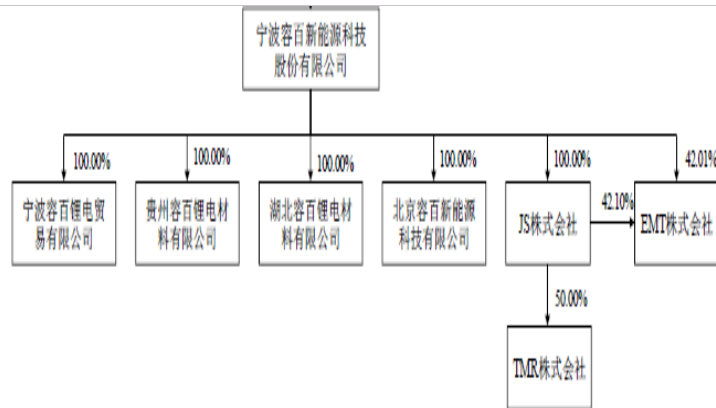 宁波容百新能源科技
股份有限公司
100.00%
100.00%
100.00%
100.00%
100.00%
42.01%
宁波容百锂电贸
易有限公司
贵州容百锂电材
料有限公司
湖北容百锂电材
料有限公司
北京容百新能源
科技有限公司
JS株式会社
42.10%
EMT株式会社
50.00%
TMR株式会社